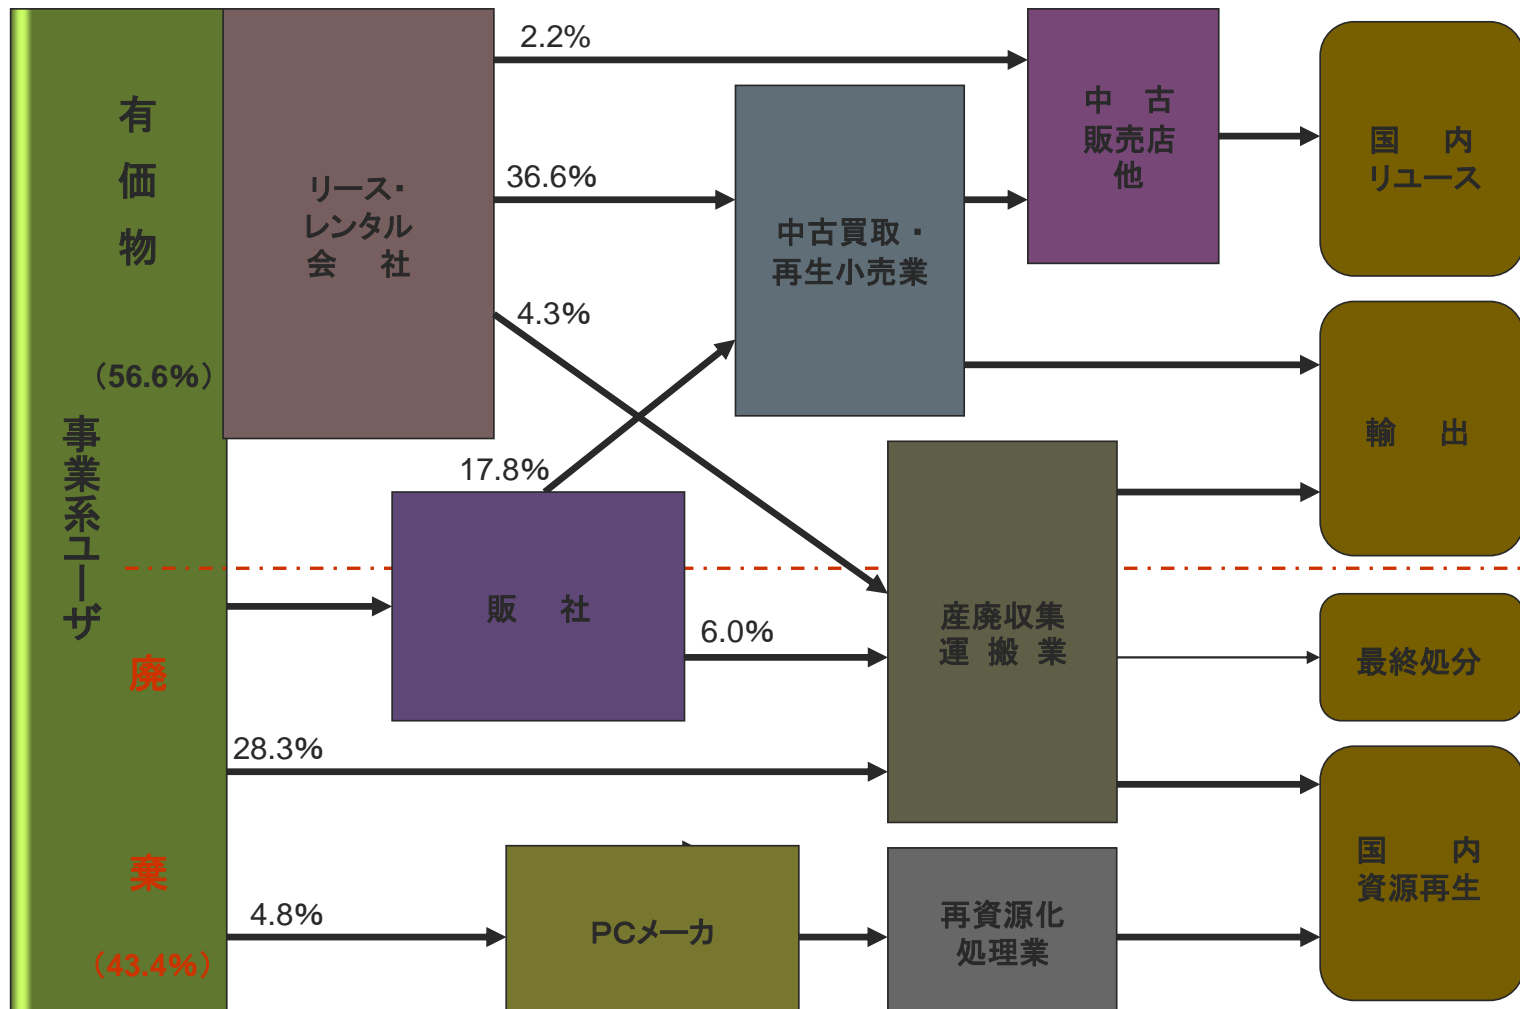 有
価
物
（56.6%）
事業系ユーザ
廃
棄
（43.4%）
リース・
レンタル
会　社
2.2%
36.6%
4.3%
17.8%
販　社
6.0%
28.3%
4.8%
PCメーカ
中古買取・
再生小売業
産廃収集
運 搬 業
再資源化
処理業
中　古
販売店
他
国　内
リユース
輸　出
最終処分
国　内
資源再生